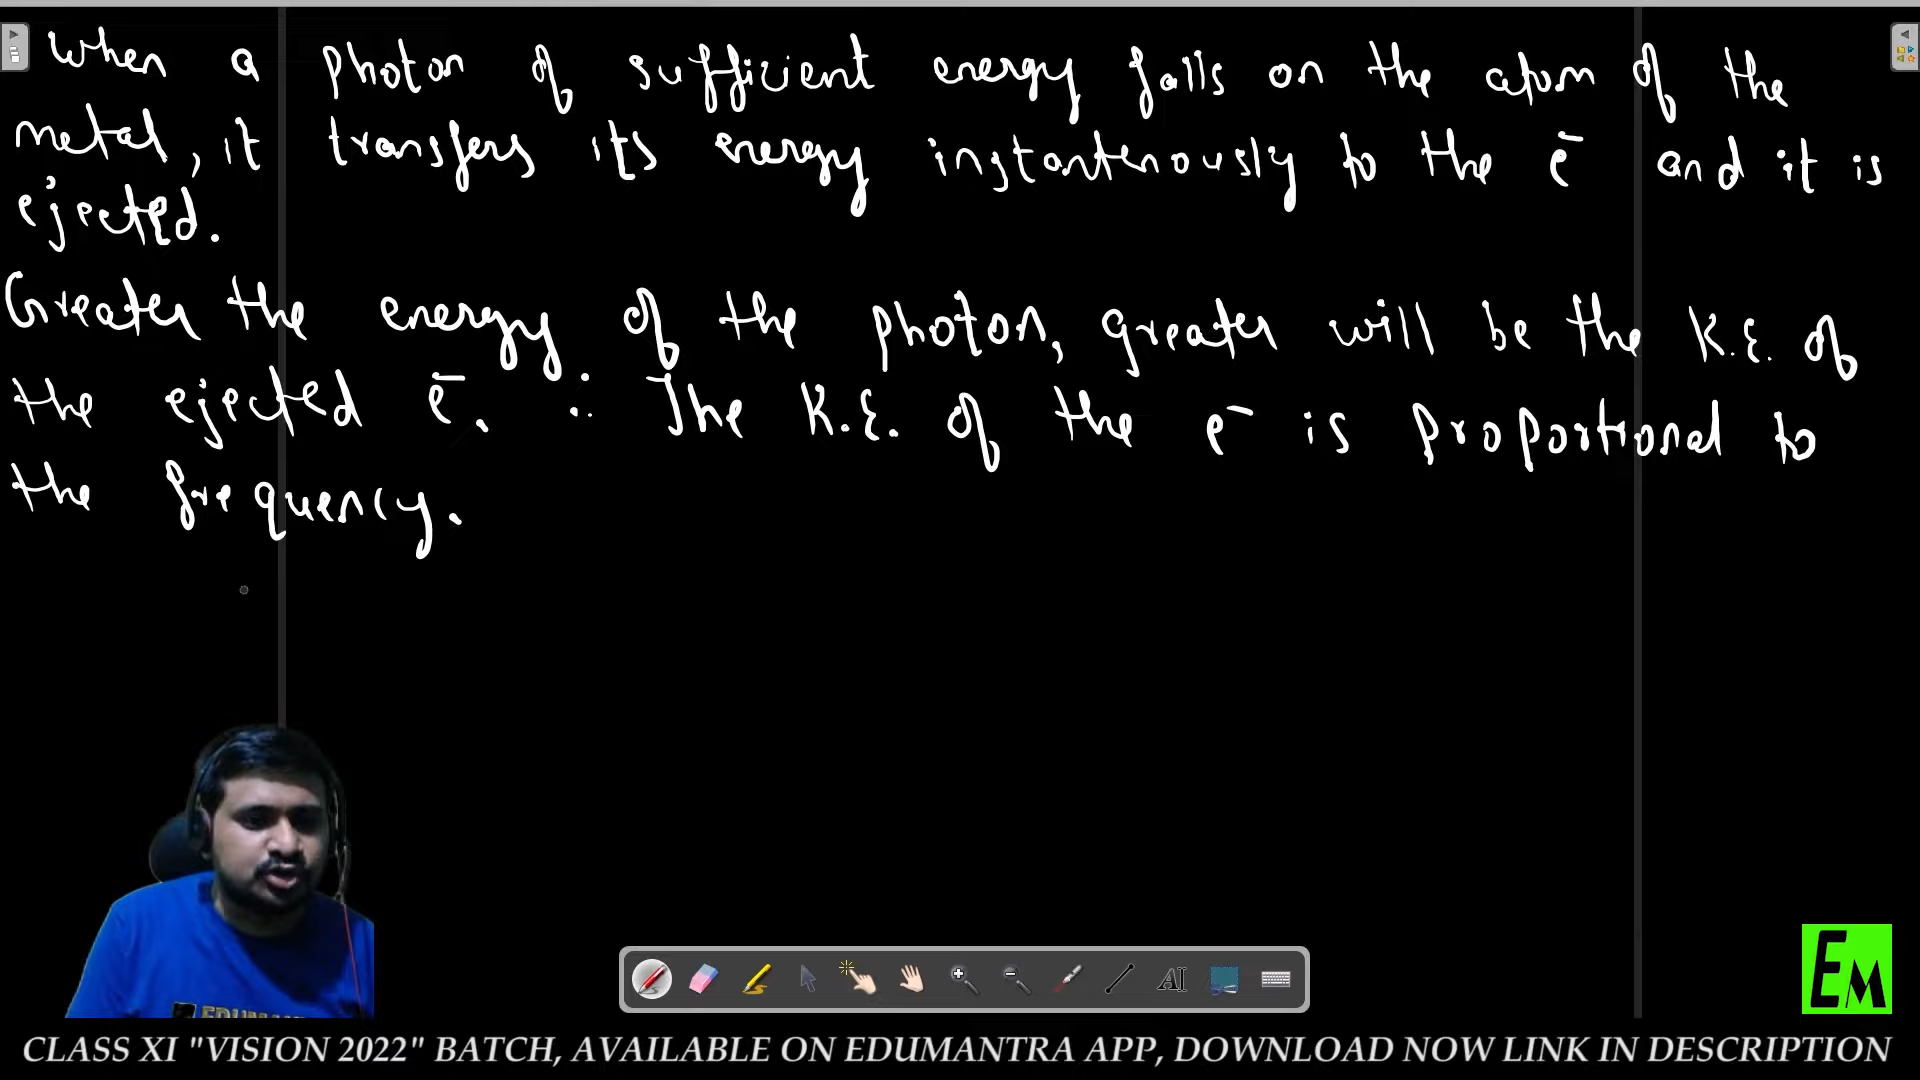 When a photon of sufficient energy falls on the atom of the
metal, it transfers its energy instantenously to the e⁻ and it is
ejected.
Greater the energy of the photon, greater will be the K.E. of
the ejected e⁻. ∴ The K.E. of the e⁻ is proportional to
the frequency.
AI
EM
CLASS XI "VISION 2022" BATCH, AVAILABLE ON EDUMANTRA APP, DOWNLOAD NOW LINK IN DESCRIPTION